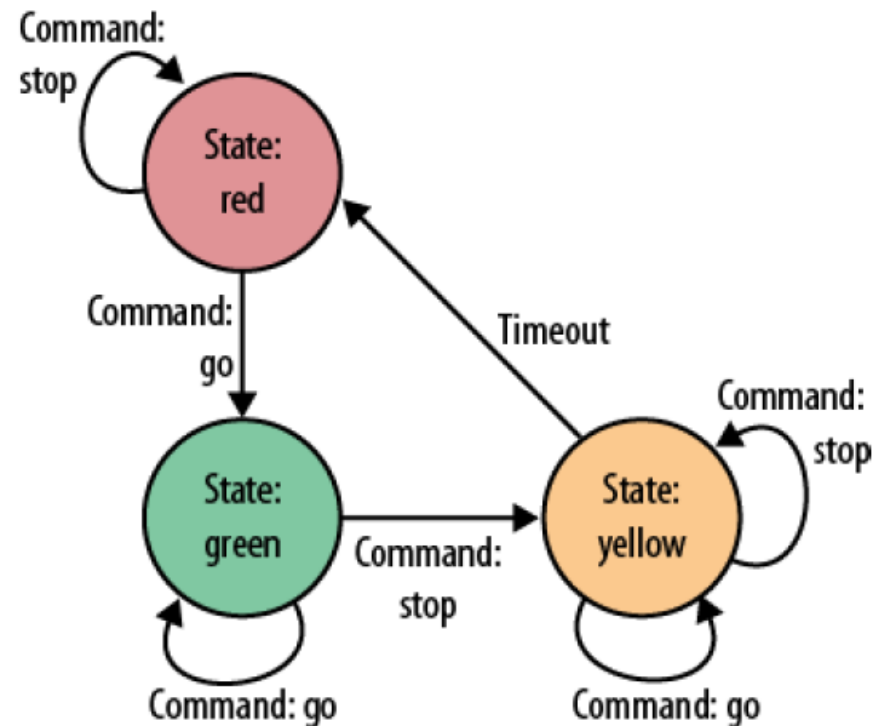 Command:
stop
State:
red
Command:
go
Timeout
Command:
stop
State:
green
Command:
stop
State:
yellow
Command: go
Command: go